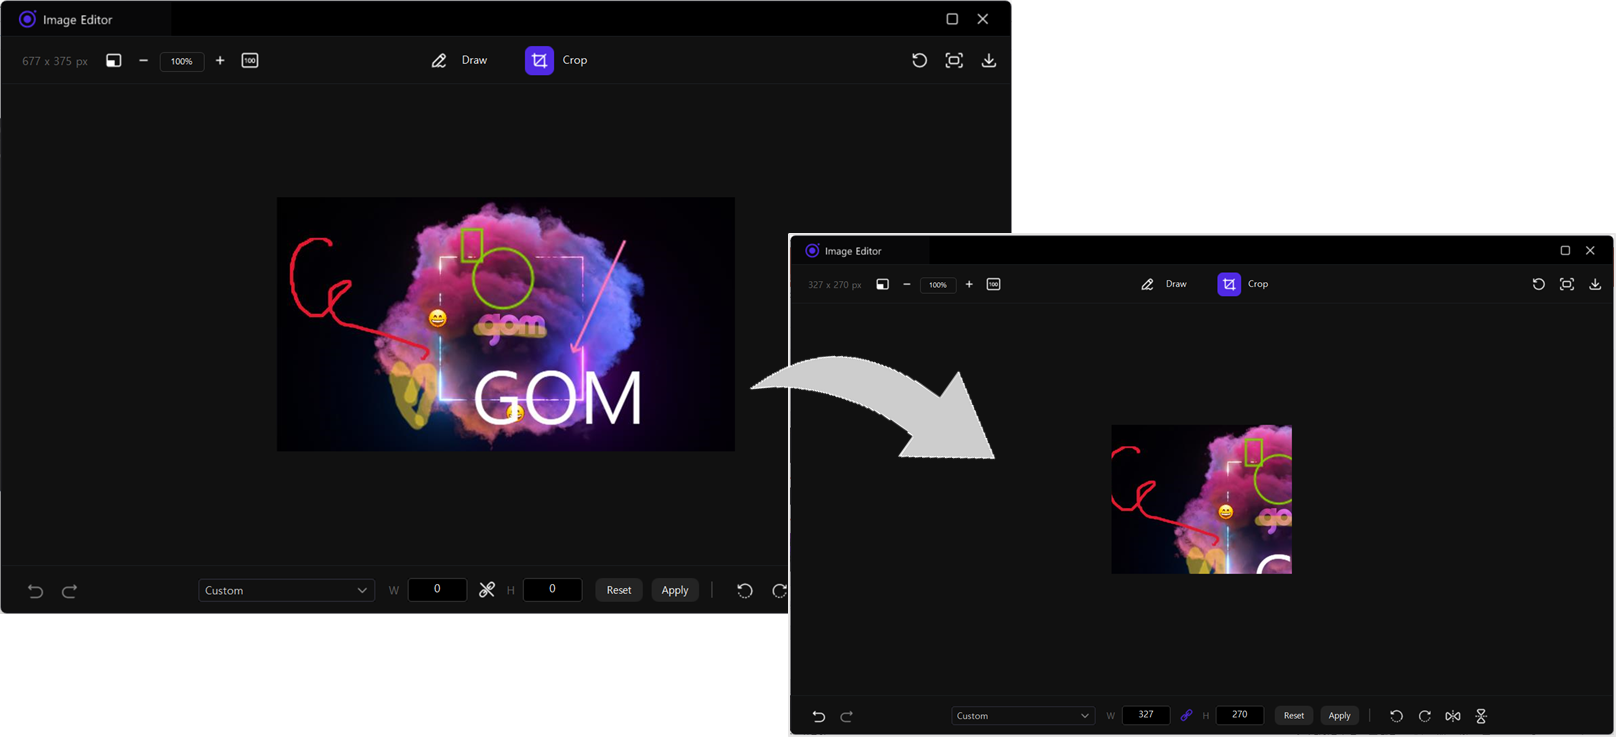 Image Editor
677 x 375 px
100%
100
Draw
Crop
gom
GOM
Custom
W
0
H
0
Reset
Apply
Image Editor
327 x 270 px
100%
100
Draw
Crop
go
G
Custom
W
327
H
270
Reset
Apply